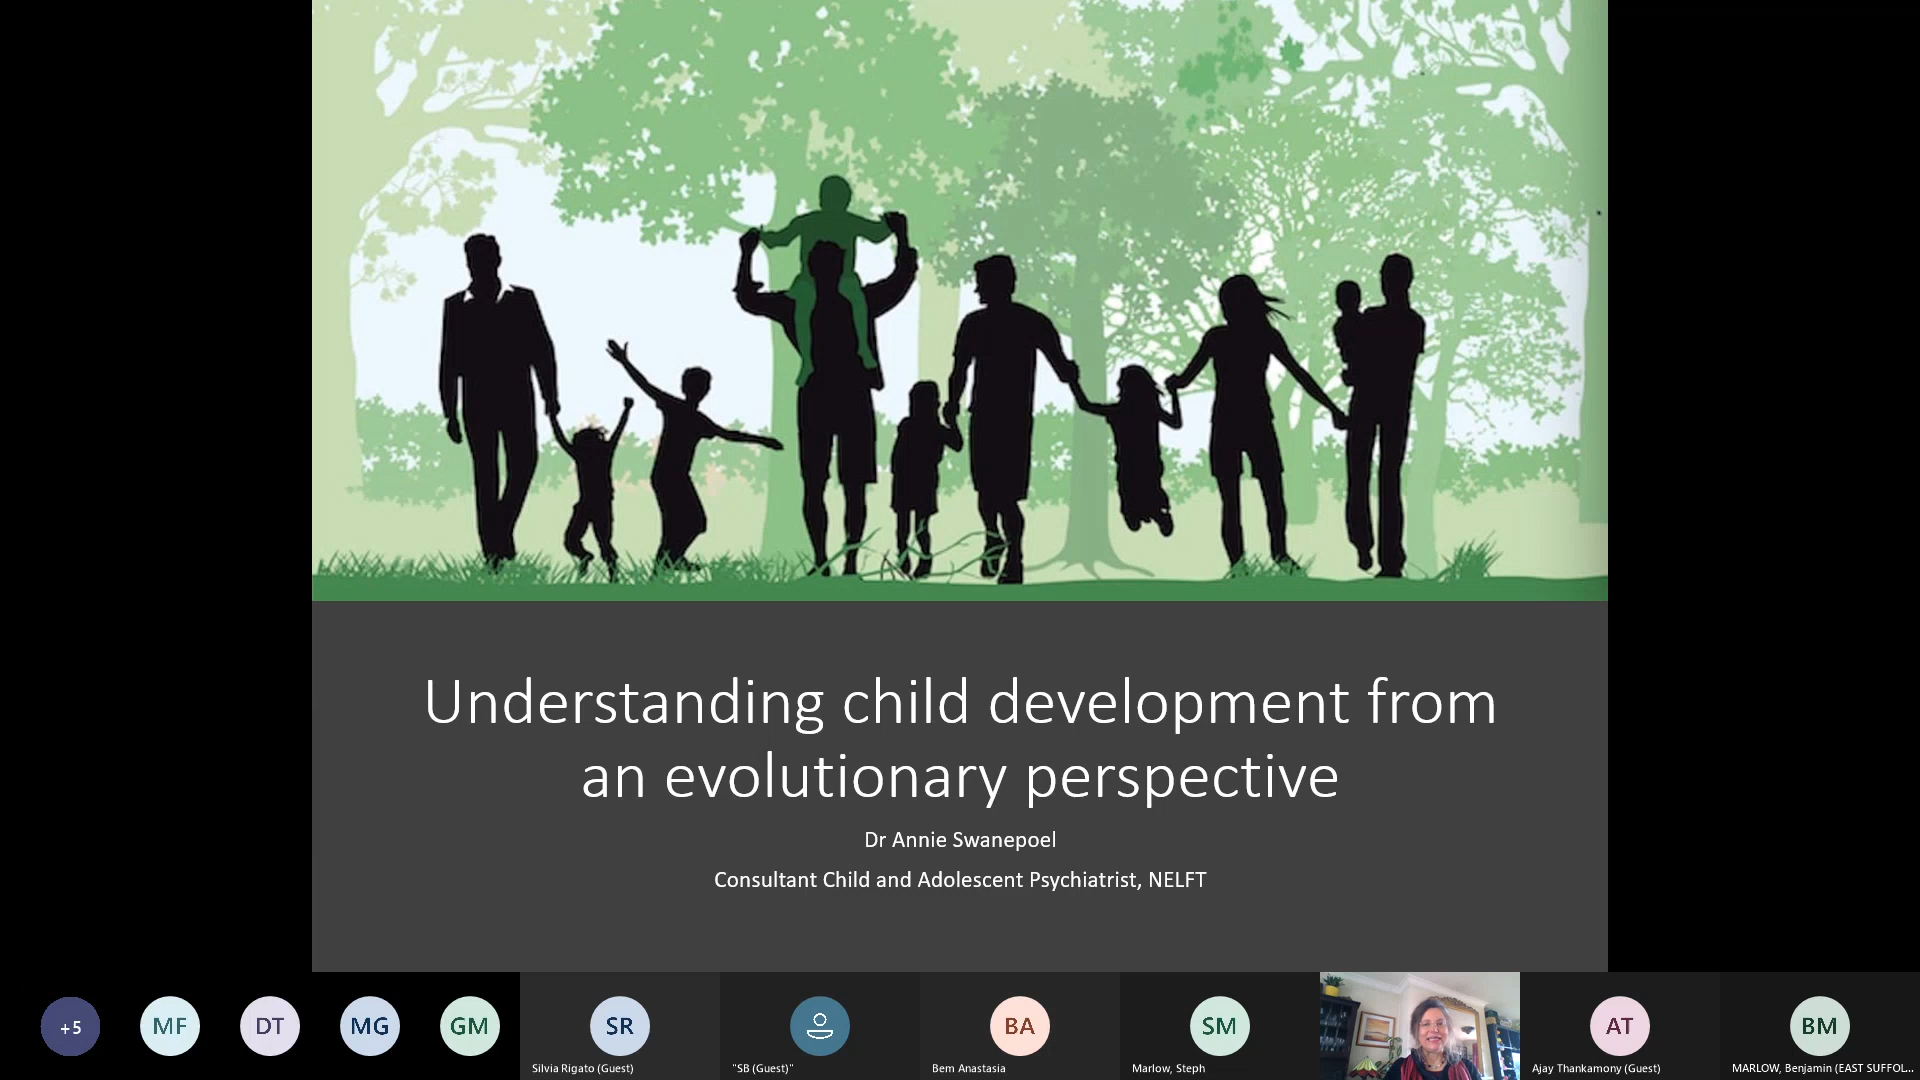 Understanding child development from
an evolutionary perspective
Dr Annie Swanepoel
Consultant Child and Adolescent Psychiatrist, NELFT
+5
MF
DT
MG
GM
SR
BA
SM
AT
BM
Silvia Rigato (Guest)
"SB (Guest)"
Bem Anastasia
Marlow, Steph
Ajay Thankamony (Guest)
MARLOW, Benjamin (EAST SUFFOL...